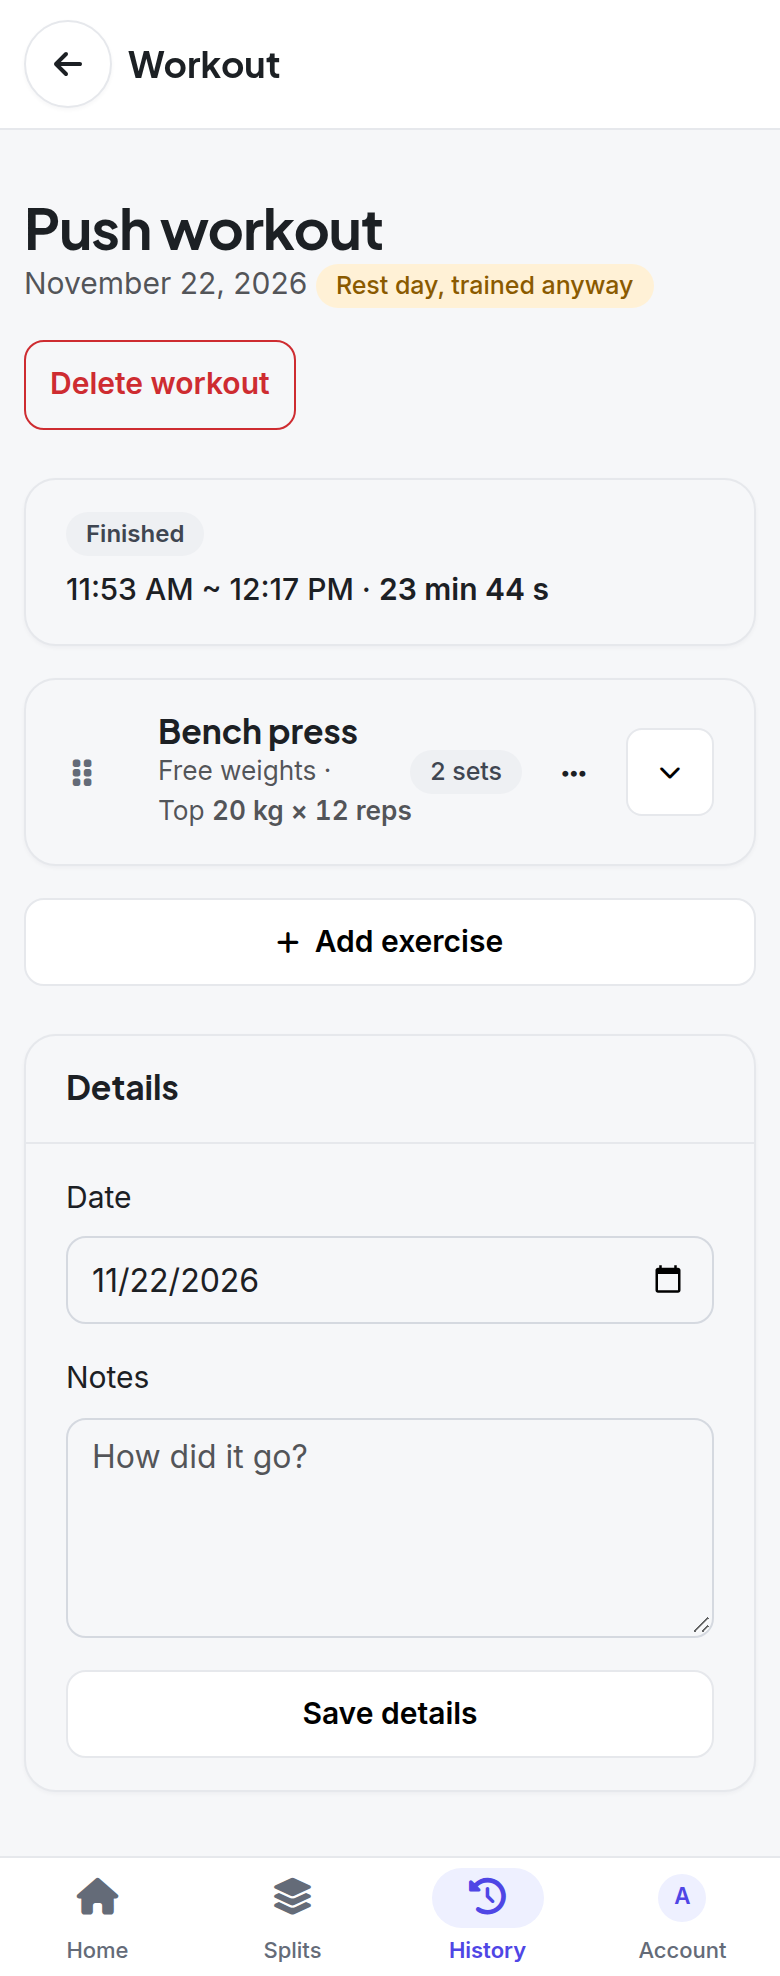 Workout
Push workout
November 22, 2026 Rest day, trained anyway
Delete workout
Finished
11:53 AM ~ 12:17 PM · 23 min 44 s
Bench press
Free weights ·
Top 20 kg × 12 reps
2 sets
Add exercise
Details
Date
11/22/2026
Notes
How did it go?
Save details
Home
Splits
History
A
Account